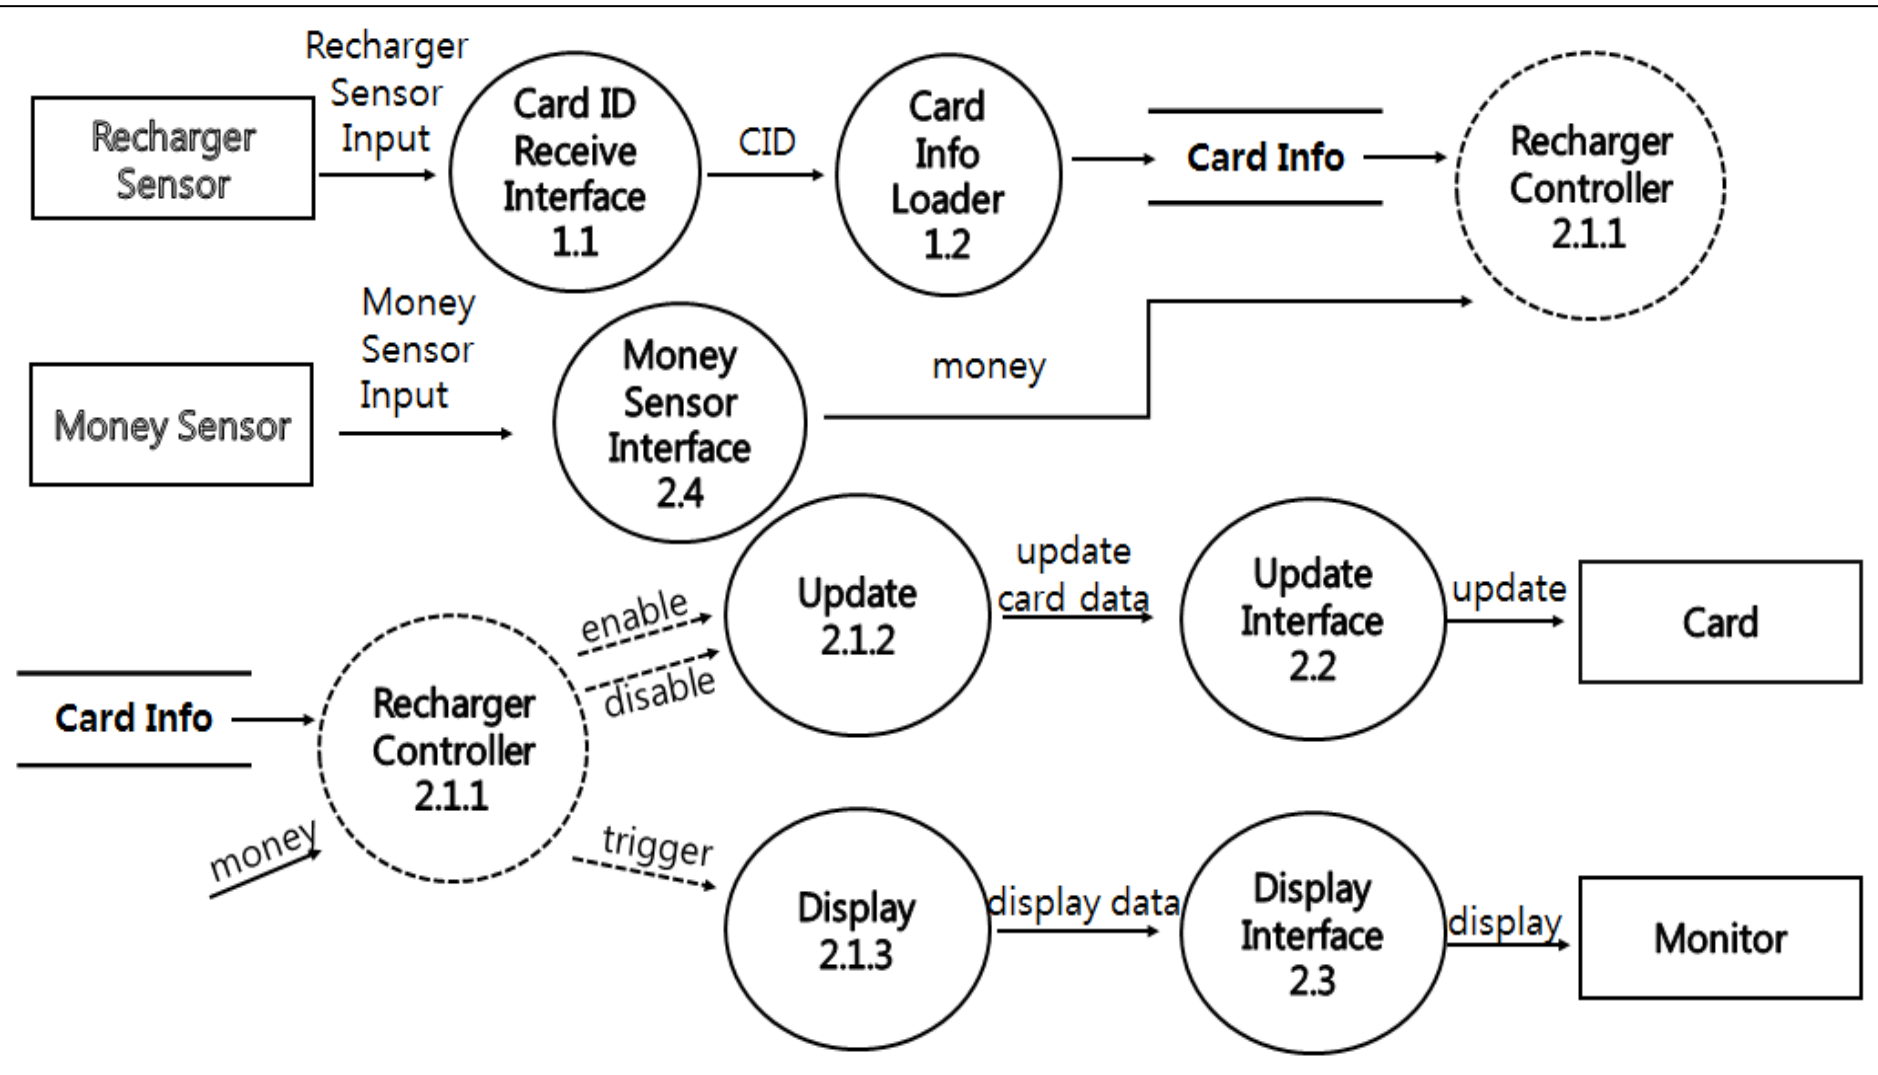 Recharger
Sensor
Input
Recharger
Sensor
Card ID
Receive
Interface
1.1
CID
Card
Info
Loader
1.2
Card Info
Recharger
Controller
2.1.1
Money
Sensor
Input
Money Sensor
Money
Sensor
Interface
2.4
money
Card Info
money
Recharger
Controller
2.1.1
enable
disable
Update
2.1.2
update
card data
Update
Interface
2.2
update
Card
trigger
Display
2.1.3
display data
Display
Interface
2.3
display
Monitor